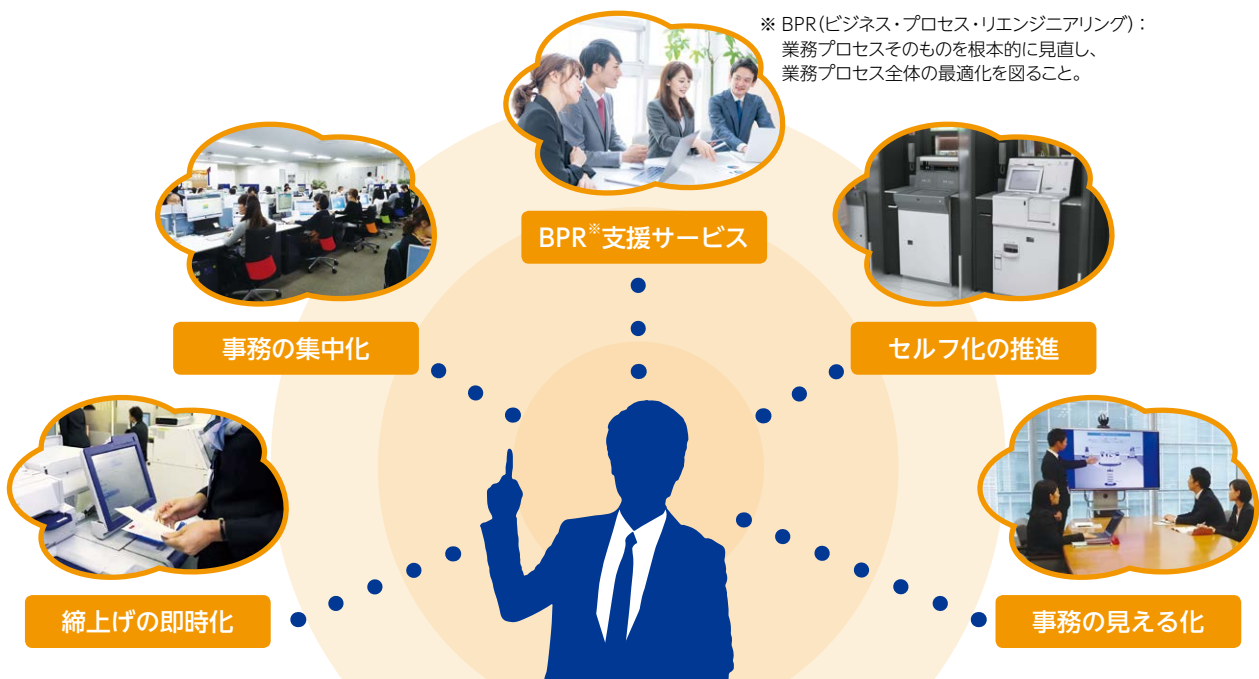 ※ BPR(ビジネス・プロセス・リエンジニアリング):
業務プロセスそのものを根本的に見直し、
業務プロセス全体の最適化を図ること。
BPR※支援サービス
事務の集中化
セルフ化の推進
締上げの即時化
事務の見える化